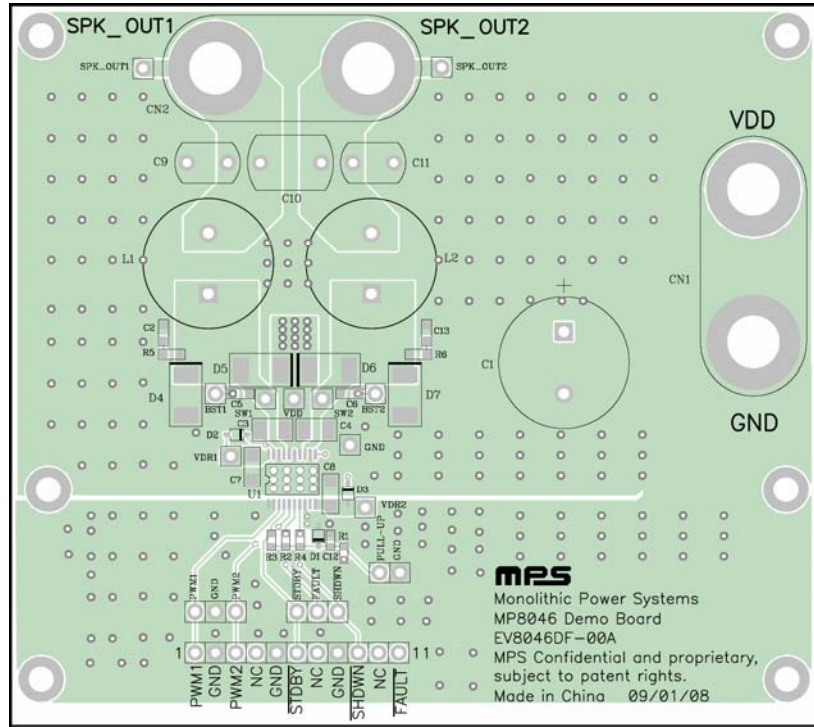 SPK_OUT1 SPK_OUT2
SPK_OUT1 SPK_OUT2
CN2
VDD
C9 C11
C10
L1 L2
CN1
C2 C13
R5 R6
D5 D6
C1
D4 D7
BST1 C5 C6 BST2
SW1 VDD SW2
GND
C3 C4
D2 GND
VDR1
C7 C8
U1 D3
VDR2
R3 R2 R4 D1 C12 R1
PULL-UP GND
PWM1 GND PWM2 STDBY FAULT SHDWN
MPS
Monolithic Power Systems
MP8046 Demo Board
EV8046DF-00A
MPS Confidential and proprietary,
subject to patent rights.
Made in China 09/01/08
1 11
PWM1 GND PWM2 NC GND STDBY NC GND SHDWN NC FAULT